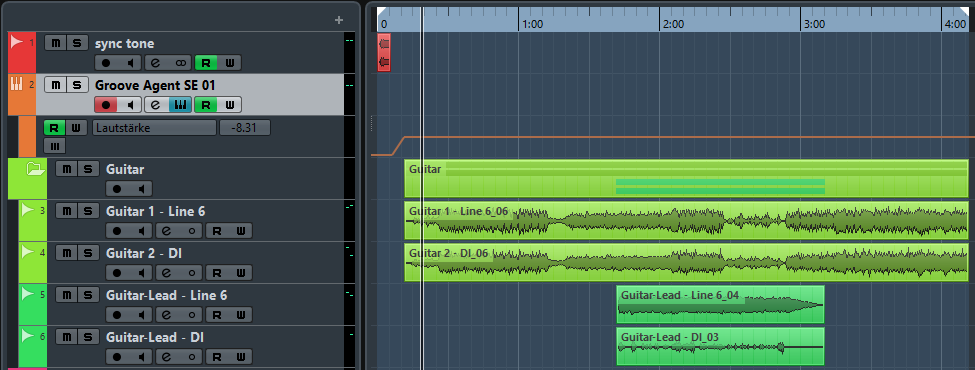 +
0 1:00 2:00 3:00 4:00
1 m S sync tone
e R W
2 m S Groove Agent SE 01
e R W
R W Lautstärke -8.31
m S Guitar
Guitar
3 m S Guitar 1 - Line 6
e R W
Guitar 1 - Line 6_06
4 m S Guitar 2 - DI
e R W
Guitar 2 - DI_06
5 m S Guitar-Lead - Line 6
e R W
Guitar-Lead - Line 6_04
6 m S Guitar-Lead - DI
e R W
Guitar-Lead - DI_03